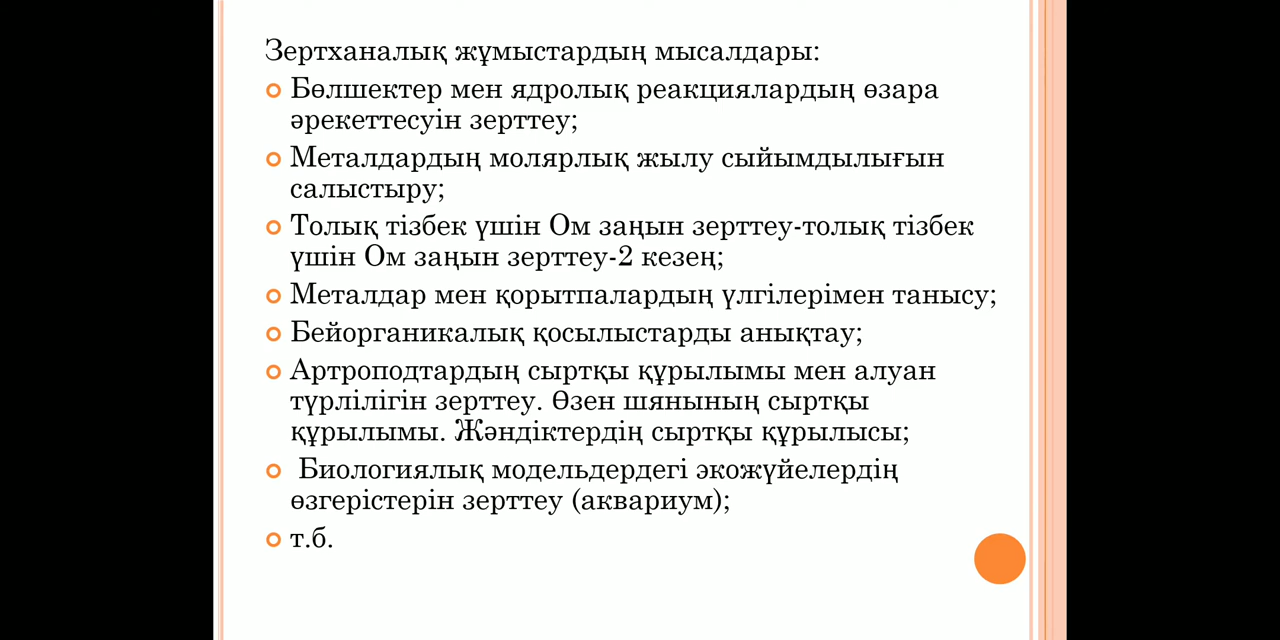 Зертханалық жұмыстардың мысалдары:
Бөлшектер мен ядролық реакциялардың өзара
әрекеттесуін зерттеу;
Металдардың молярлық жылу сыйымдылығын
салыстыру;
Толық тізбек үшін Ом заңын зерттеу-толық тізбек
үшін Ом заңын зерттеу-2 кезең;
Металдар мен қорытпалардың үлгілерімен танысу;
Бейорганикалық қосылыстарды анықтау;
Артроподтардың сыртқы құрылымы мен алуан
түрлілігін зерттеу. Өзен шянының сыртқы
құрылымы. Жәндіктердің сыртқы құрылысы;
Биологиялық модельдердегі экожүйелердің
өзгерістерін зерттеу (аквариум);
т.б.